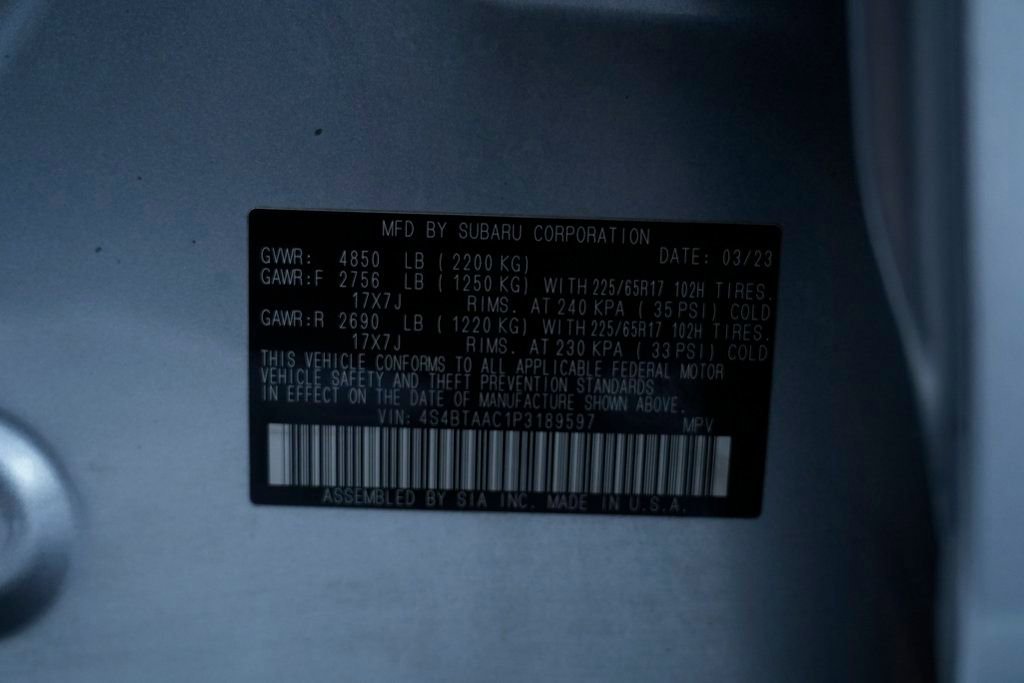 MFD BY SUBARU CORPORATION
GVWR: 4850 LB (2200 KG) DATE: 03/23
GAWR:F 2756 LB (1250 KG) WITH 225/65R17 102H TIRES.
17X7J RIMS. AT 240 KPA (35 PSI) COLD
GAWR:R 2690 LB (1220 KG) WITH 225/65R17 102H TIRES.
17X7J RIMS. AT 230 KPA (33 PSI) COLD
THIS VEHICLE CONFORMS TO ALL APPLICABLE FEDERAL MOTOR
VEHICLE SAFETY AND THEFT PREVENTION STANDARDS
IN EFFECT ON THE DATE OF MANUFACTURE SHOWN ABOVE.
VIN: 4S4BTAAC1P3189597 MPV
ASSEMBLED BY SIA INC. MADE IN U.S.A.